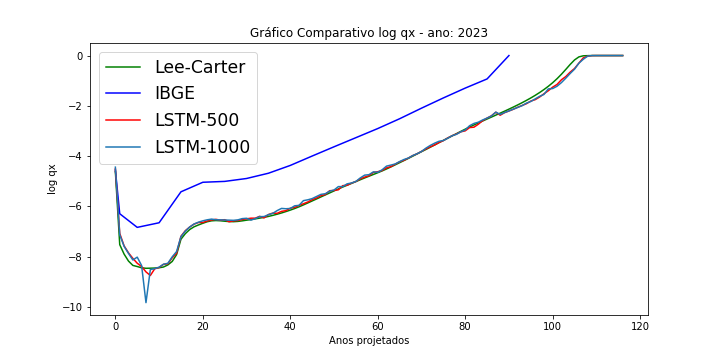 Gráfico Comparativo log qx - ano: 2023
Lee-Carter
IBGE
LSTM-500
LSTM-1000
log qx
0
−2
−4
−6
−8
−10
0
20
40
60
80
100
120
Anos projetados